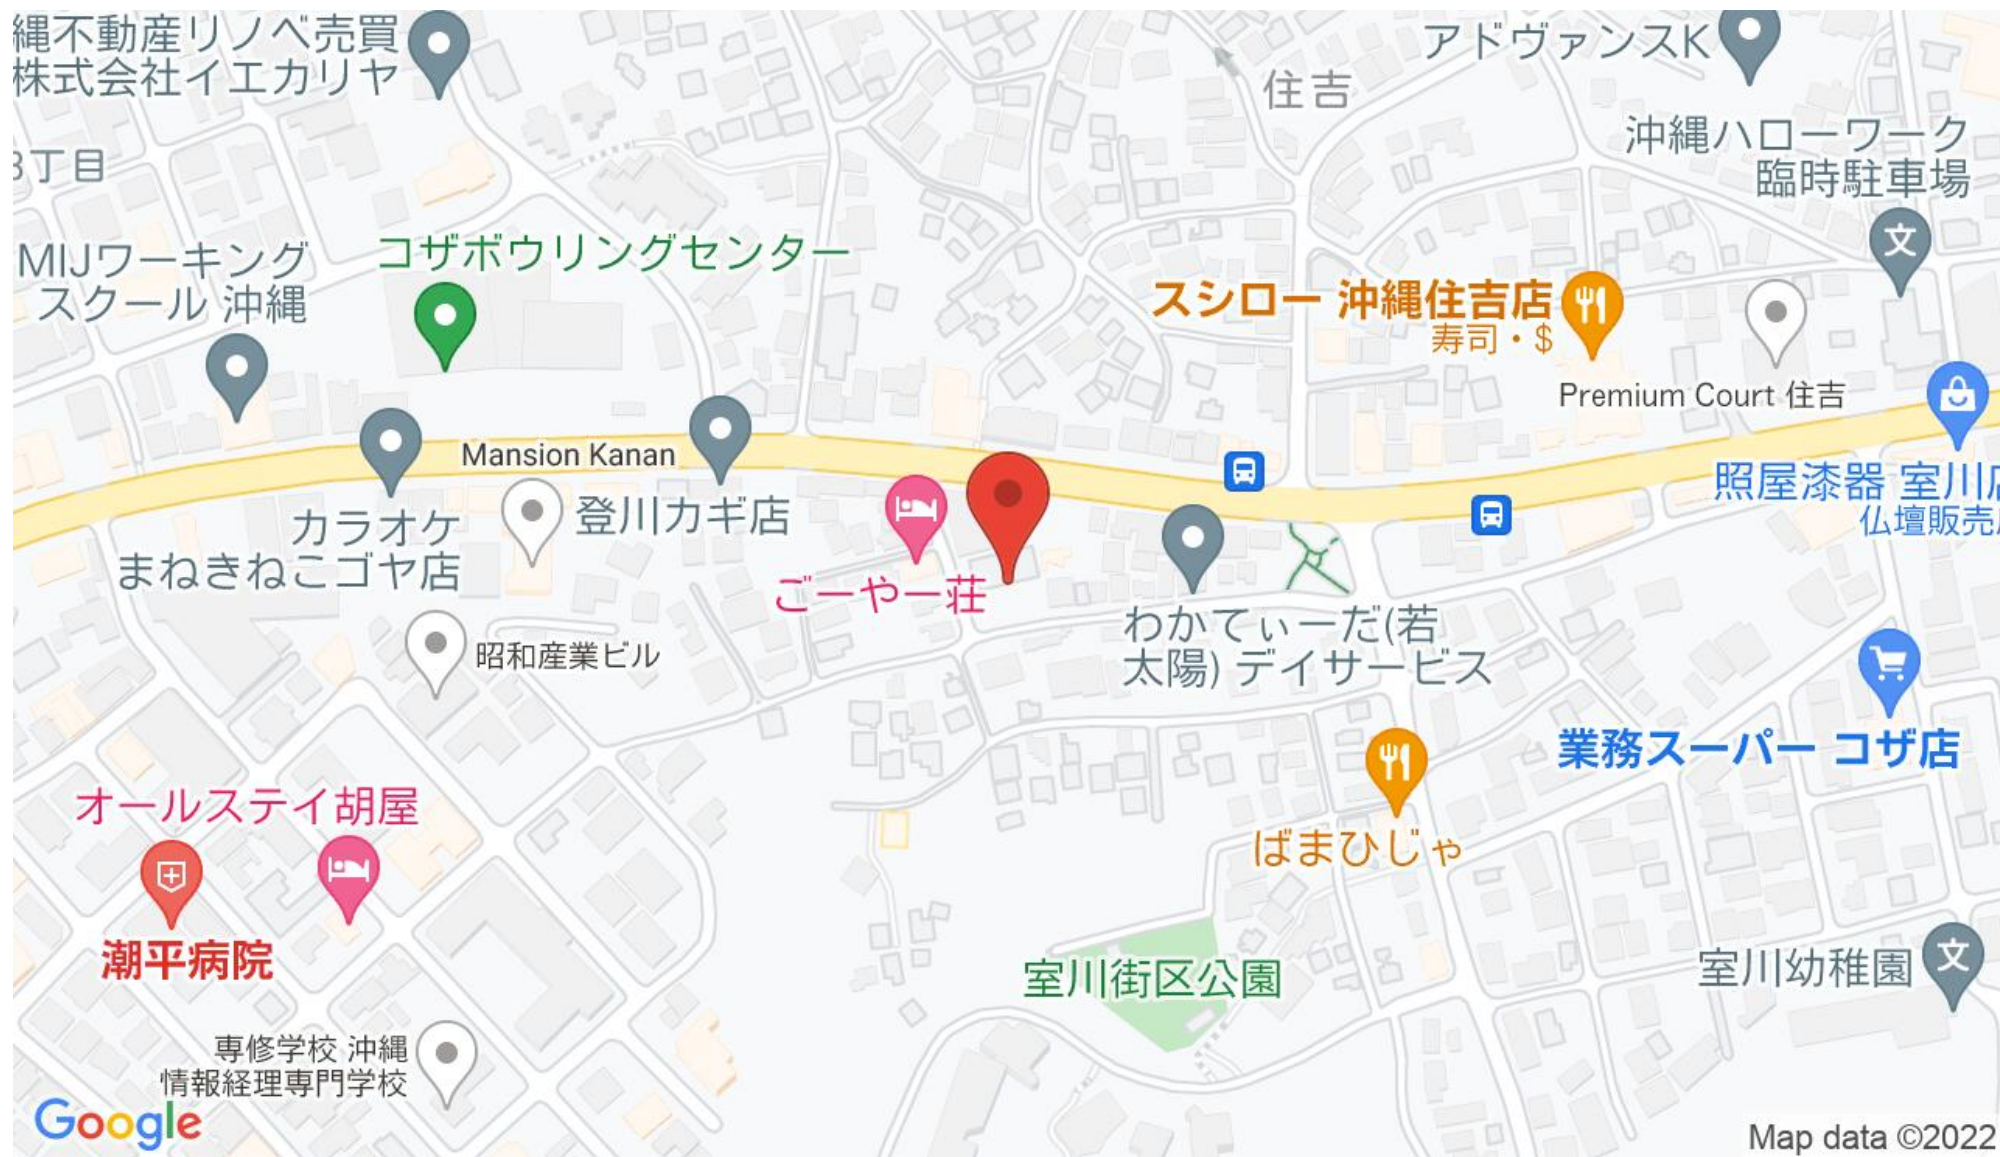 縄不動産リノベ売買
株式会社イエカリヤ
アドヴァンスK
住吉
沖縄ハローワーク
臨時駐車場
3丁目
文
MIJワーキング
スクール 沖縄
コザボウリングセンター
スシロー 沖縄住吉店
寿司・$
Premium Court 住吉
Mansion Kanan
照屋漆器 室川店
仏壇販売店
登川カギ店
カラオケ
まねきねこゴヤ店
ごーやー荘
わかてぃーだ(若
太陽) デイサービス
昭和産業ビル
業務スーパー コザ店
オールステイ胡屋
ばまひじゃ
潮平病院
室川街区公園
室川幼稚園
文
専修学校 沖縄
情報経理専門学校
Google
Map data ©2022